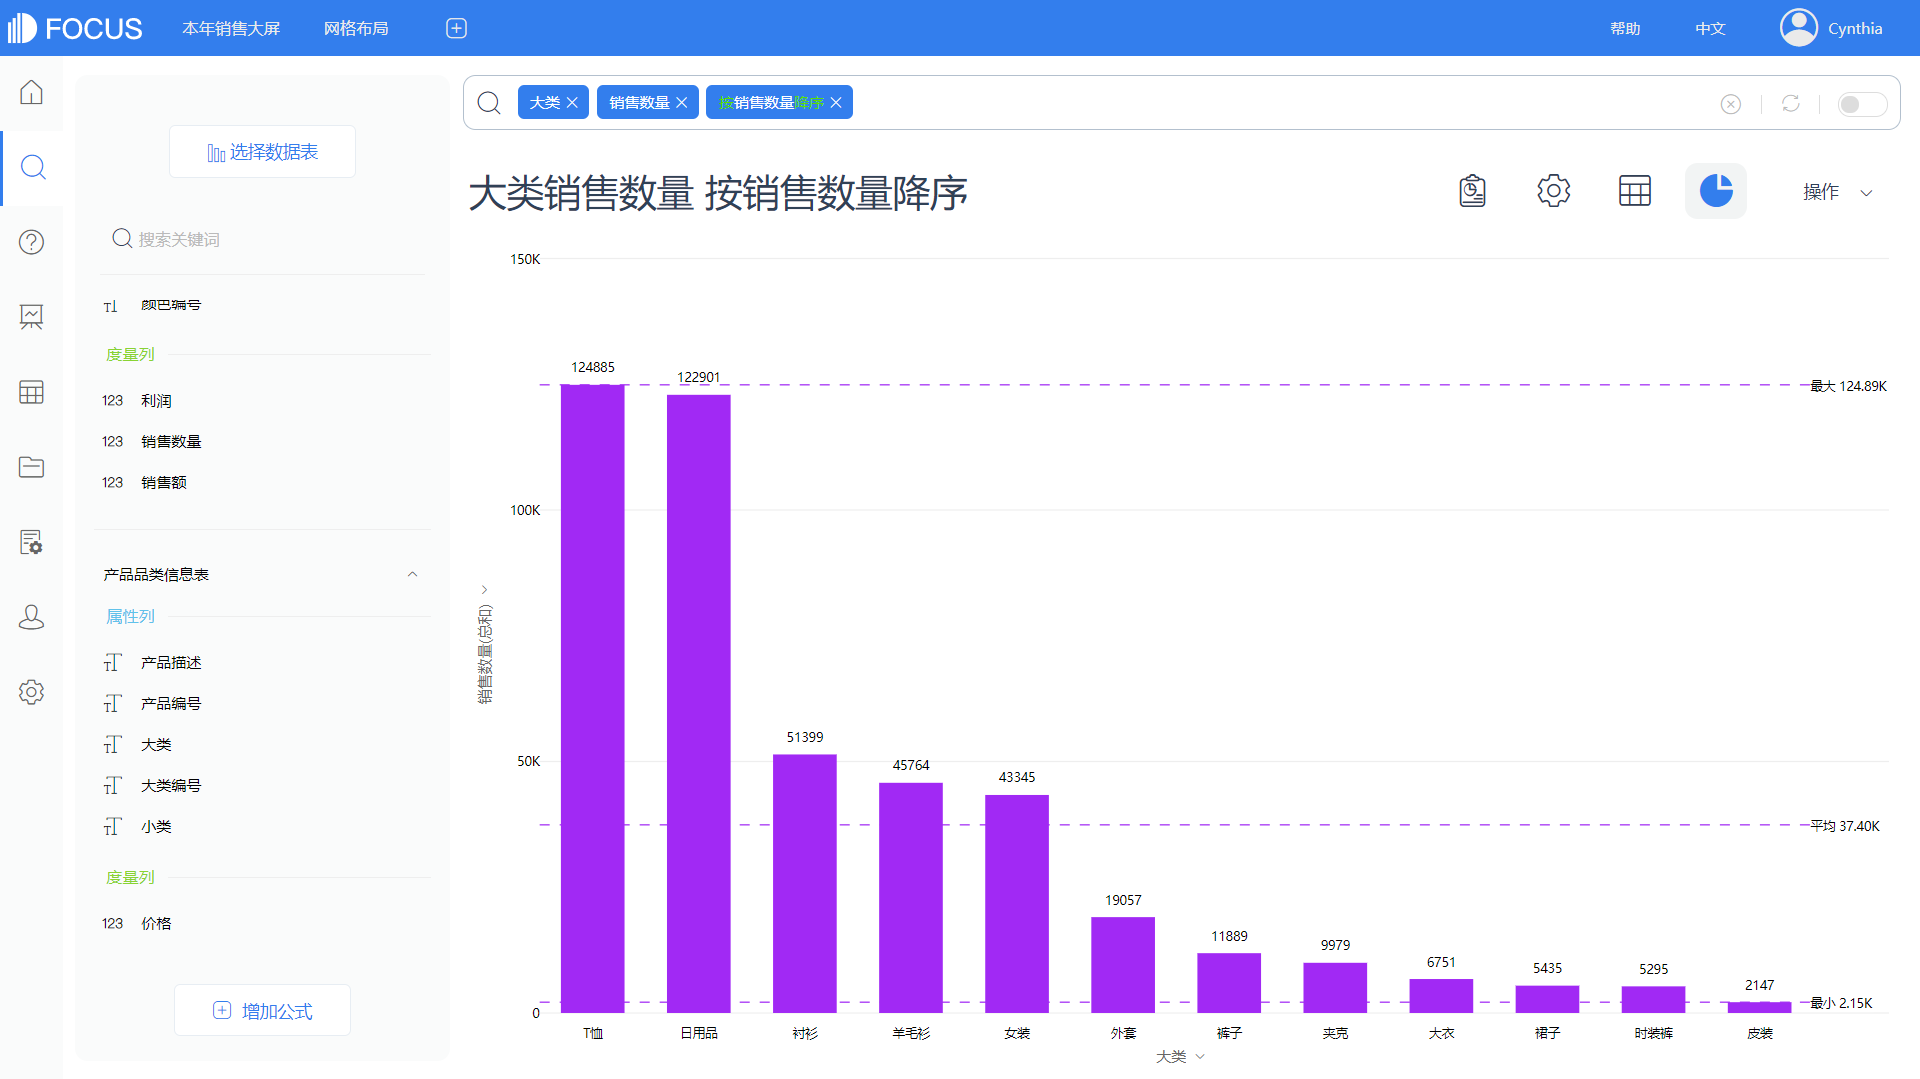 FOCUS 本年销售大屏 网格布局 帮助 中文 Cynthia
大类 销售数量 按销售数量降序
选择数据表
搜索关键词
颜色编号
度量列
123 利润
123 销售数量
123 销售额
产品品类信息表
属性列
产品描述
产品编号
大类
大类编号
小类
度量列
123 价格
增加公式
大类销售数量 按销售数量降序
操作
150K
100K
50K
0
销售数量(总和)
124885
122901
51399
45764
43345
19057
11889
9979
6751
5435
5295
2147
最大 124.89K
平均 37.40K
最小 2.15K
T恤 日用品 衬衫 羊毛衫 女装 外套 裤子 夹克 大衣 裙子 时装裤 皮装
大类